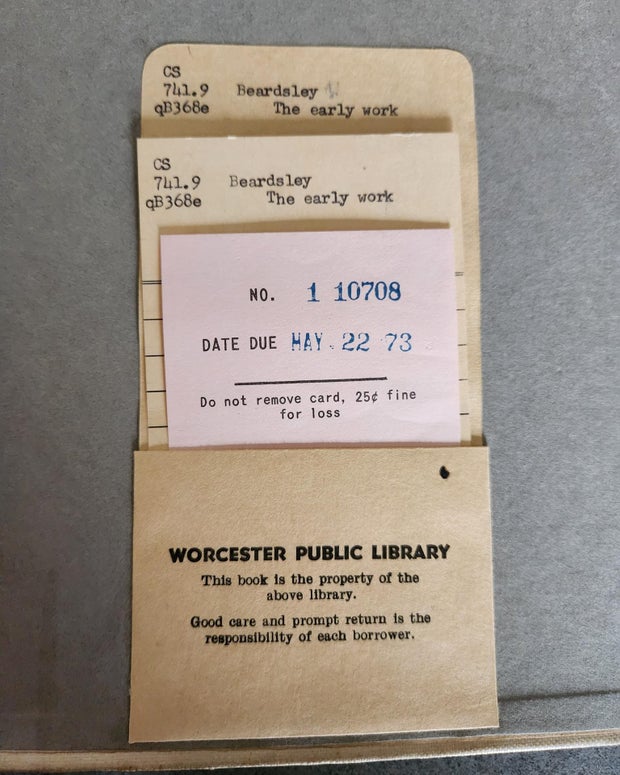 CS
741.9 Beardsley
qB368e The early work
CS
741.9 Beardsley
qB368e The early work
NO. 1 10708
DATE DUE MAY 22 73
Do not remove card, 25¢ fine
for loss
WORCESTER PUBLIC LIBRARY
This book is the property of the
above library.
Good care and prompt return is the
responsibility of each borrower.